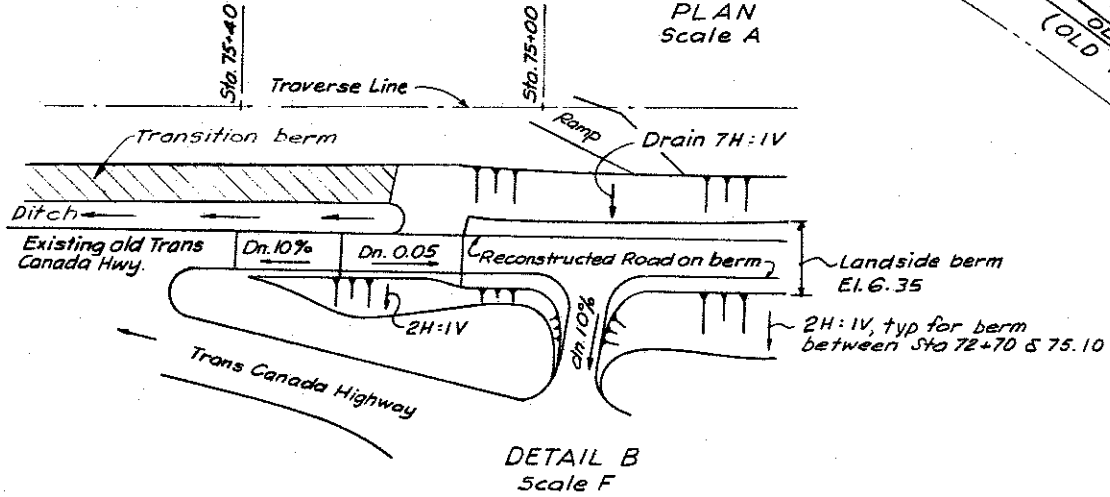 PLAN
Scale A
OL
(OLD
Sta. 75+40
Sta. 75+00
Traverse Line
Ramp
Drain 7H:1V
Transition berm
Ditch
Existing old Trans
Canada Hwy.
Dn. 10%
Dn. 0.05
Reconstructed Road on berm
Landside berm
El. 6.35
2H:1V
dn. 10%
2H:1V, typ for berm
between Sta 72+70 & 75.10
Trans Canada Highway
DETAIL B
Scale F